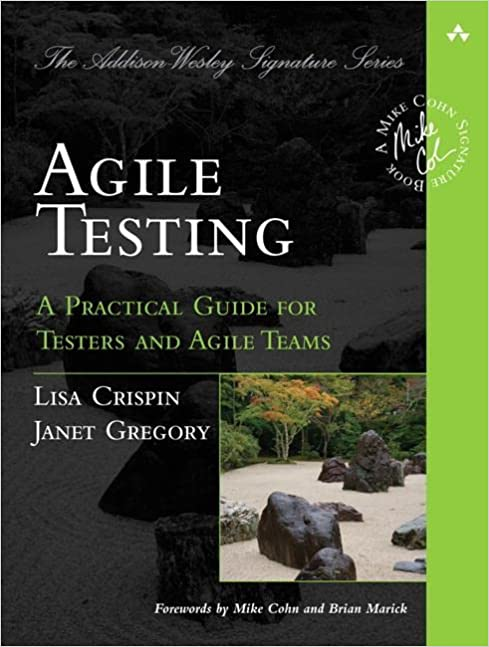 The Addison Wesley Signature Series
A MIKE COHN SIGNATURE BOOK
Mike Cohn
AGILE
TESTING
A PRACTICAL GUIDE FOR
TESTERS AND AGILE TEAMS
LISA CRISPIN
JANET GREGORY
Forewords by Mike Cohn and Brian Marick